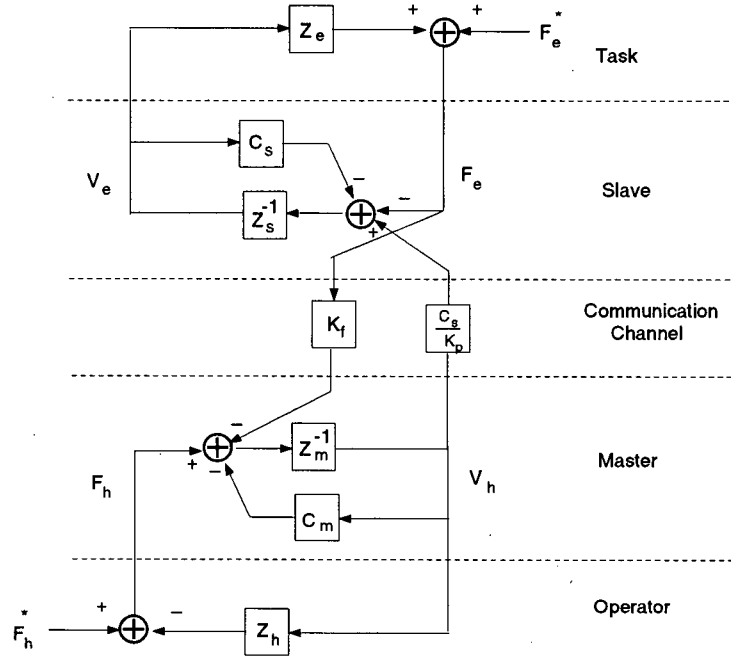 Z_e
+ +
F_e^*
Task
C_s
−
V_e
F_e
Slave
Z_s^{-1}
−
+
K_f
C_s / K_p
Communication Channel
−
Z_m^{-1}
Master
F_h
+ −
V_h
C_m
F_h^*
+ −
Z_h
Operator